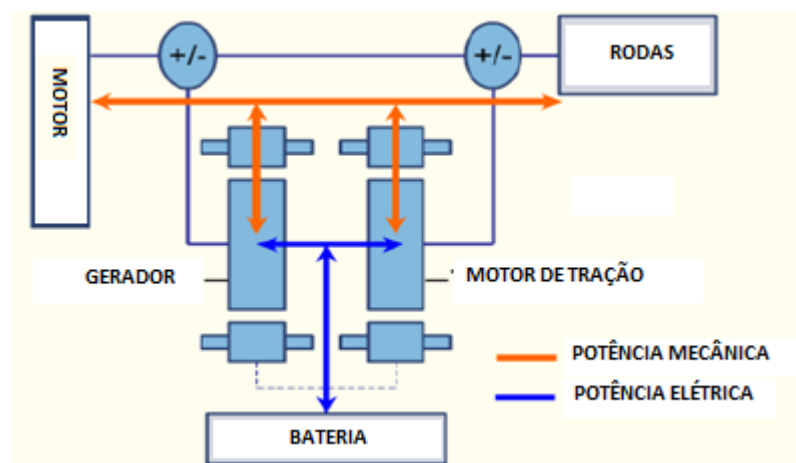 MOTOR
+/-
+/-
RODAS
GERADOR
MOTOR DE TRAÇÃO
POTÊNCIA MECÂNICA
POTÊNCIA ELÉTRICA
BATERIA